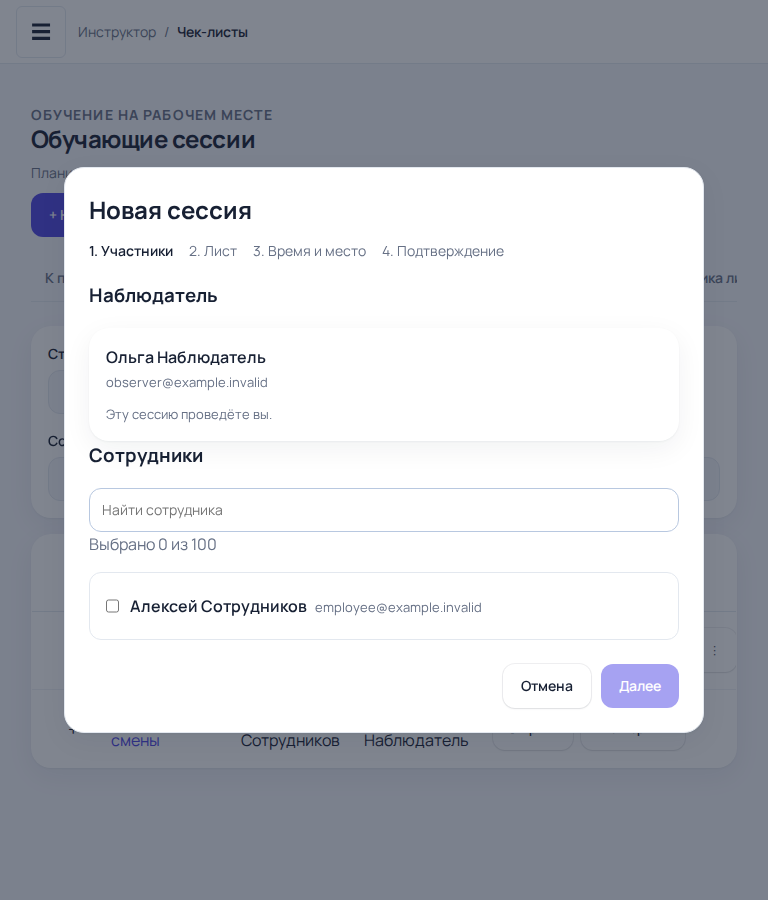 Инструктор / Чек-листы
ОБУЧЕНИЕ НА РАБОЧЕМ МЕСТЕ
Обучающие сессии
Новая сессия
1. Участники 2. Лист 3. Время и место 4. Подтверждение
Наблюдатель
Ольга Наблюдатель
observer@example.invalid
Эту сессию проведёте вы.
Сотрудники
Найти сотрудника
Выбрано 0 из 100
Алексей Сотрудников employee@example.invalid
Отмена Далее
смены Сотрудников Наблюдатель